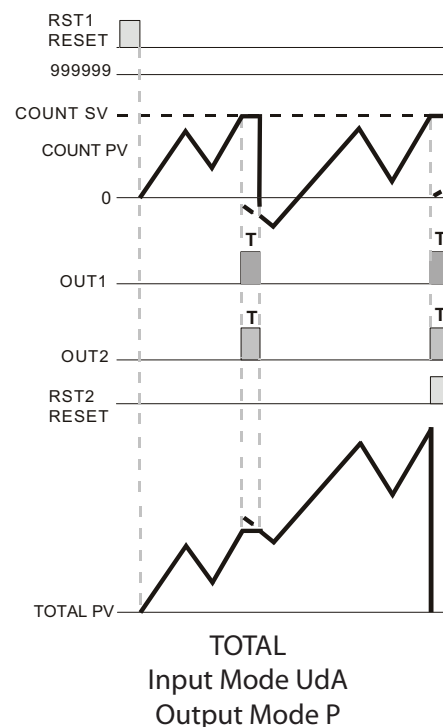 RST1
RESET
999999
COUNT SV
COUNT PV
0
T T
OUT1
T T
OUT2
RST2
RESET
TOTAL PV
TOTAL
Input Mode UdA
Output Mode P